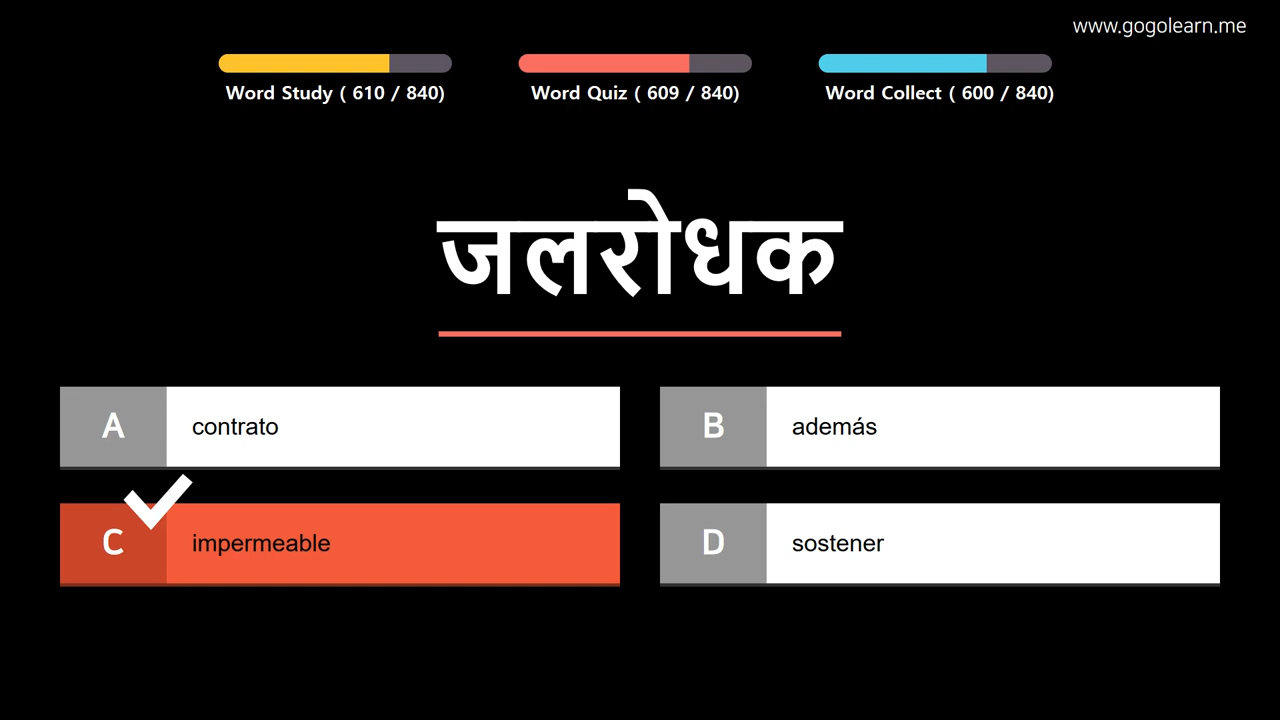 www.gogolearn.me
Word Study ( 610 / 840)
Word Quiz ( 609 / 840)
Word Collect ( 600 / 840)
जलरोधक
A contrato
B además
C impermeable
D sostener